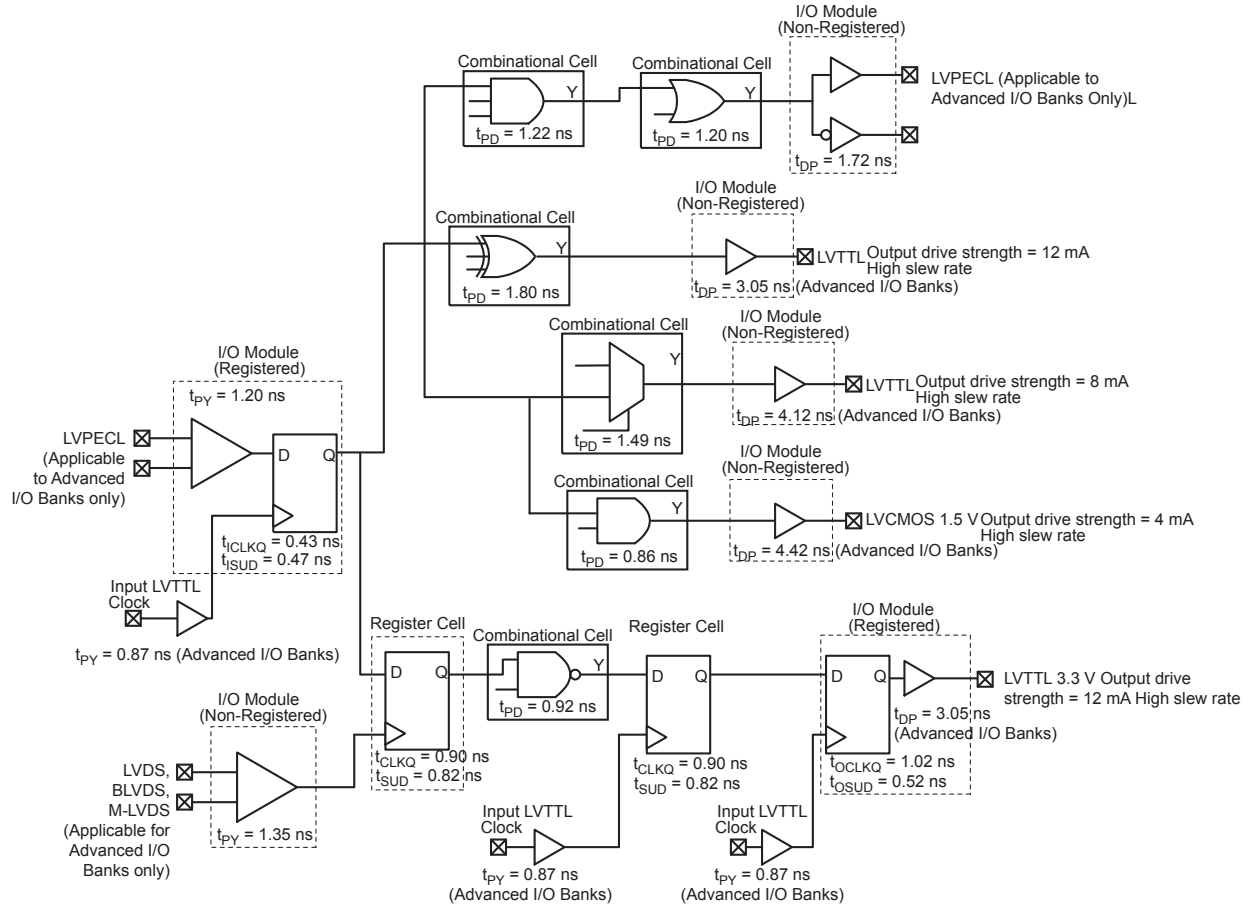 I/O Module
(Non-Registered)
Combinational Cell
Y
tPD = 1.22 ns
Combinational Cell
Y
tPD = 1.20 ns
tDP = 1.72 ns
LVPECL (Applicable to
Advanced I/O Banks Only)L
Combinational Cell
Y
tPD = 1.80 ns
I/O Module
(Non-Registered)
tDP = 3.05 ns (Advanced I/O Banks)
LVTTL Output drive strength = 12 mA
High slew rate
Combinational Cell
Y
tPD = 1.49 ns
I/O Module
(Non-Registered)
tDP = 4.12 ns (Advanced I/O Banks)
LVTTL Output drive strength = 8 mA
High slew rate
Combinational Cell
Y
tPD = 0.86 ns
I/O Module
(Non-Registered)
tDP = 4.42 ns (Advanced I/O Banks)
LVCMOS 1.5 V Output drive strength = 4 mA
High slew rate
I/O Module
(Registered)
tPY = 1.20 ns
LVPECL
(Applicable
to Advanced
I/O Banks only)
D Q
tICLKQ = 0.43 ns
tISUD = 0.47 ns
Input LVTTL
Clock
tPY = 0.87 ns (Advanced I/O Banks)
I/O Module
(Non-Registered)
LVDS,
BLVDS,
M-LVDS
(Applicable for
Advanced I/O
Banks only)
tPY = 1.35 ns
Register Cell
D Q
tCLKQ = 0.90 ns
tSUD = 0.82 ns
Combinational Cell
Y
tPD = 0.92 ns
Register Cell
D Q
tCLKQ = 0.90 ns
tSUD = 0.82 ns
Input LVTTL
Clock
tPY = 0.87 ns
(Advanced I/O Banks)
I/O Module
(Registered)
D Q
tDP = 3.05 ns
(Advanced I/O Banks)
tOCLKQ = 1.02 ns
tOSUD = 0.52 ns
LVTTL 3.3 V Output drive
strength = 12 mA High slew rate
Input LVTTL
Clock
tPY = 0.87 ns
(Advanced I/O Banks)